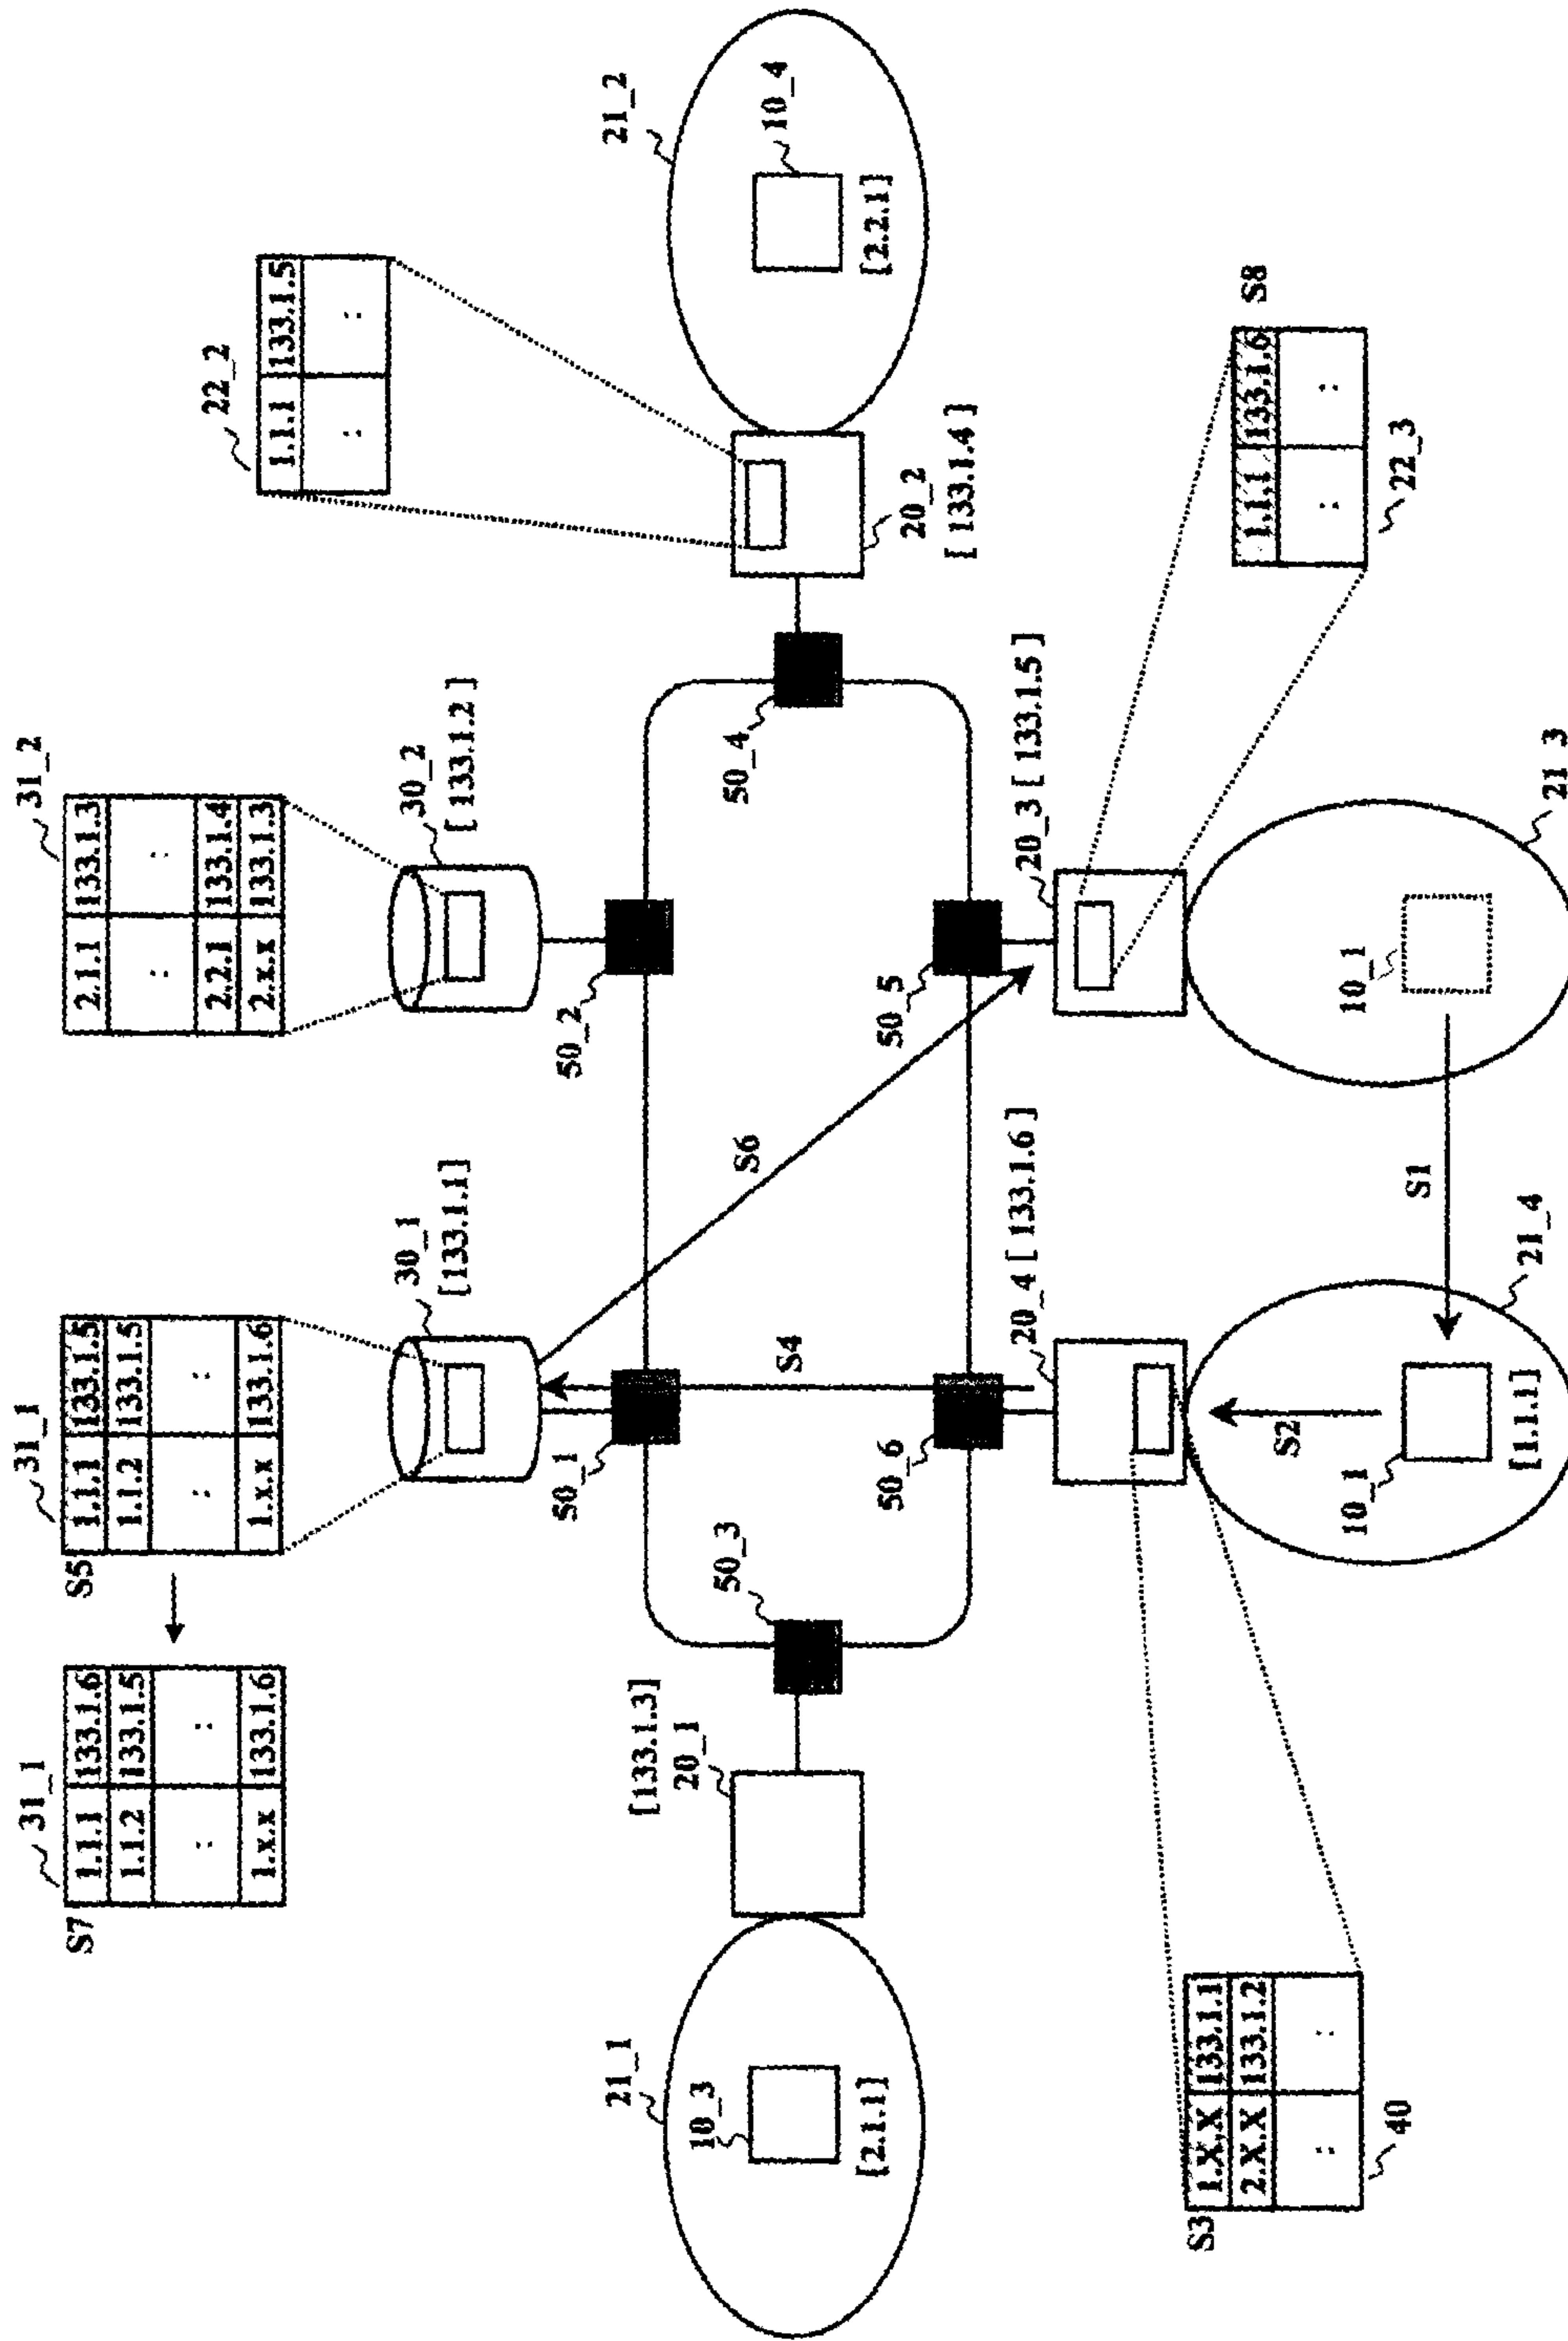 31_1
S7
1.1.1 133.1.6
1.1.2 133.1.5
: :
1.x.x 133.1.6
31_1
S5
1.1.1 133.1.5
1.1.2 133.1.5
: :
1.x.x 133.1.6
31_2
2.1.1 133.1.3
: :
2.2.1 133.1.4
2.x.x 133.1.3
22_2
1.1.1 133.1.5
: :
30_1
[133.1.1]
30_2
[ 133.1.2 ]
50_1
50_2
21_1
10_3
[2.1.1]
[133.1.3]
20_1
50_3
S4
S6
50_4
20_2
[ 133.1.4 ]
21_2
10_4
[2.2.1]
50_6
50_5
20_4 [ 133.1.6 ]
20_3 [ 133.1.5 ]
S3
1.X.X 133.1.1
2.X.X 133.1.2
: :
40
S2
10_1
[1.1.1]
21_4
S1
10_1
21_3
S8
1.1.1 133.1.6
: :
22_3